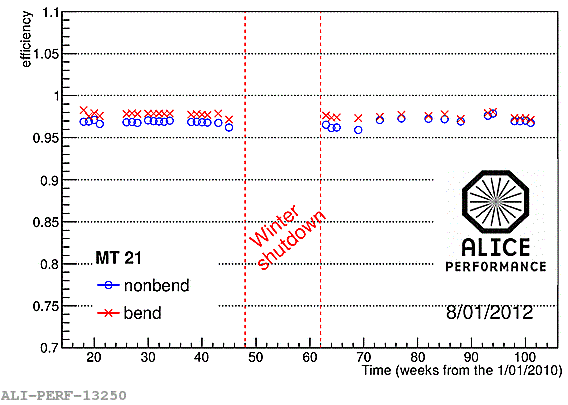 efficiency
1.1
1.05
1
0.95
0.9
0.85
0.8
0.75
0.7
Winter
shutdown
MT 21
nonbend
bend
ALICE
PERFORMANCE
8/01/2012
20 30 40 50 60 70 80 90 100
Time (weeks from the 1/01/2010)
ALI-PERF-13250